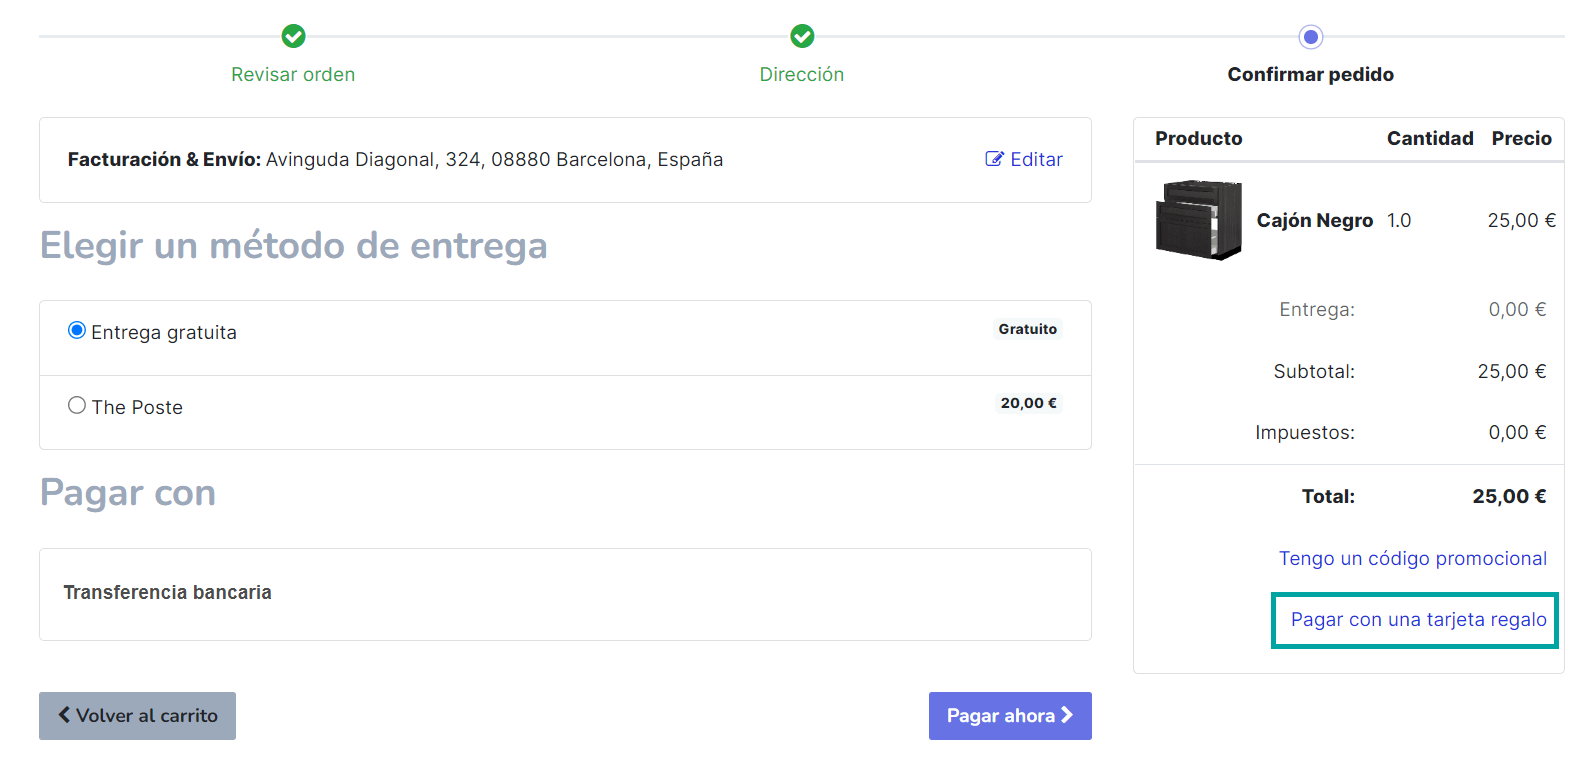 Revisar orden
Dirección
Confirmar pedido
Facturación & Envío: Avinguda Diagonal, 324, 08880 Barcelona, España
Editar
Elegir un método de entrega
Entrega gratuita
Gratuito
The Poste
20,00 €
Pagar con
Transferencia bancaria
Volver al carrito
Pagar ahora
Producto Cantidad Precio
Cajón Negro 1.0 25,00 €
Entrega: 0,00 €
Subtotal: 25,00 €
Impuestos: 0,00 €
Total: 25,00 €
Tengo un código promocional
Pagar con una tarjeta regalo